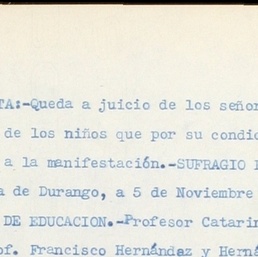 TA:-Queda a juicio de los señor
de los niños que por su condic
a la manifestación.-SUFRAGIO
a de Durango, a 5 de Noviembre
DE EDUCACION.-Profesor Catarin
of. Francisco Hernández y Herná